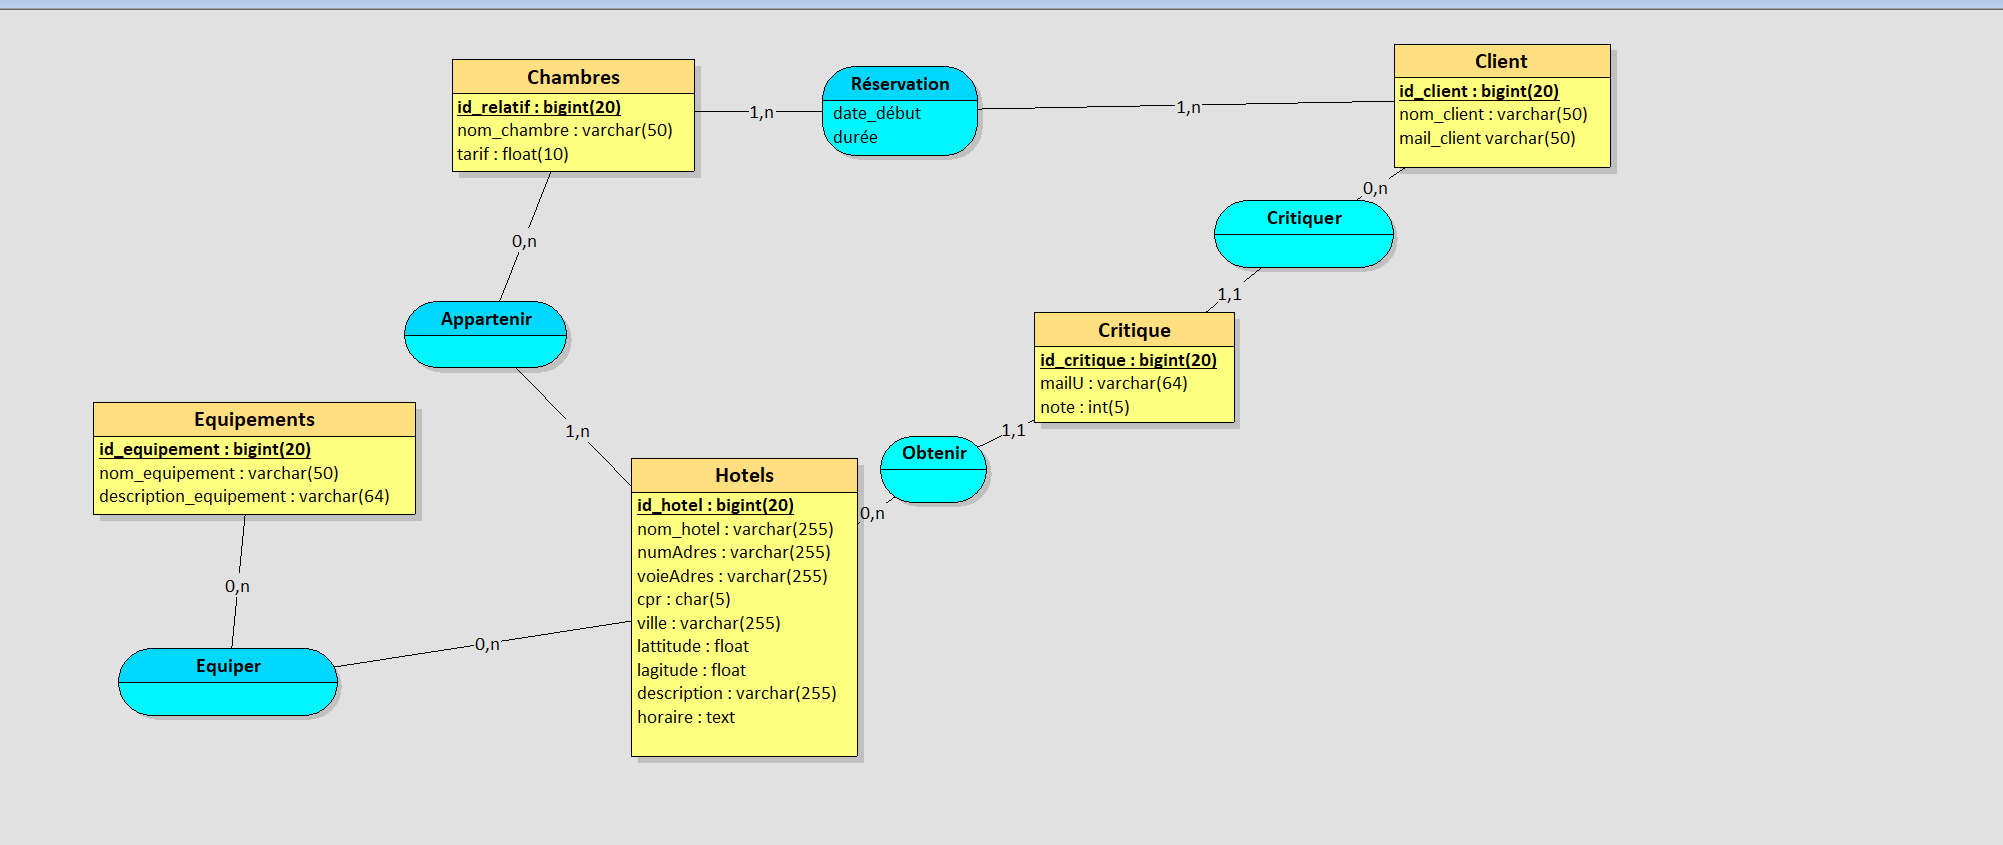 Chambres
id_relatif : bigint(20)
nom_chambre : varchar(50)
tarif : float(10)
1,n
Réservation
date_début
durée
1,n
Client
id_client : bigint(20)
nom_client : varchar(50)
mail_client varchar(50)
0,n
Critiquer
1,1
Critique
id_critique : bigint(20)
mailU : varchar(64)
note : int(5)
1,1
Obtenir
0,n
0,n
Appartenir
1,n
Hotels
id_hotel : bigint(20)
nom_hotel : varchar(255)
numAdres : varchar(255)
voieAdres : varchar(255)
cpr : char(5)
ville : varchar(255)
lattitude : float
lagitude : float
description : varchar(255)
horaire : text
Equipements
id_equipement : bigint(20)
nom_equipement : varchar(50)
description_equipement : varchar(64)
0,n
Equiper
0,n